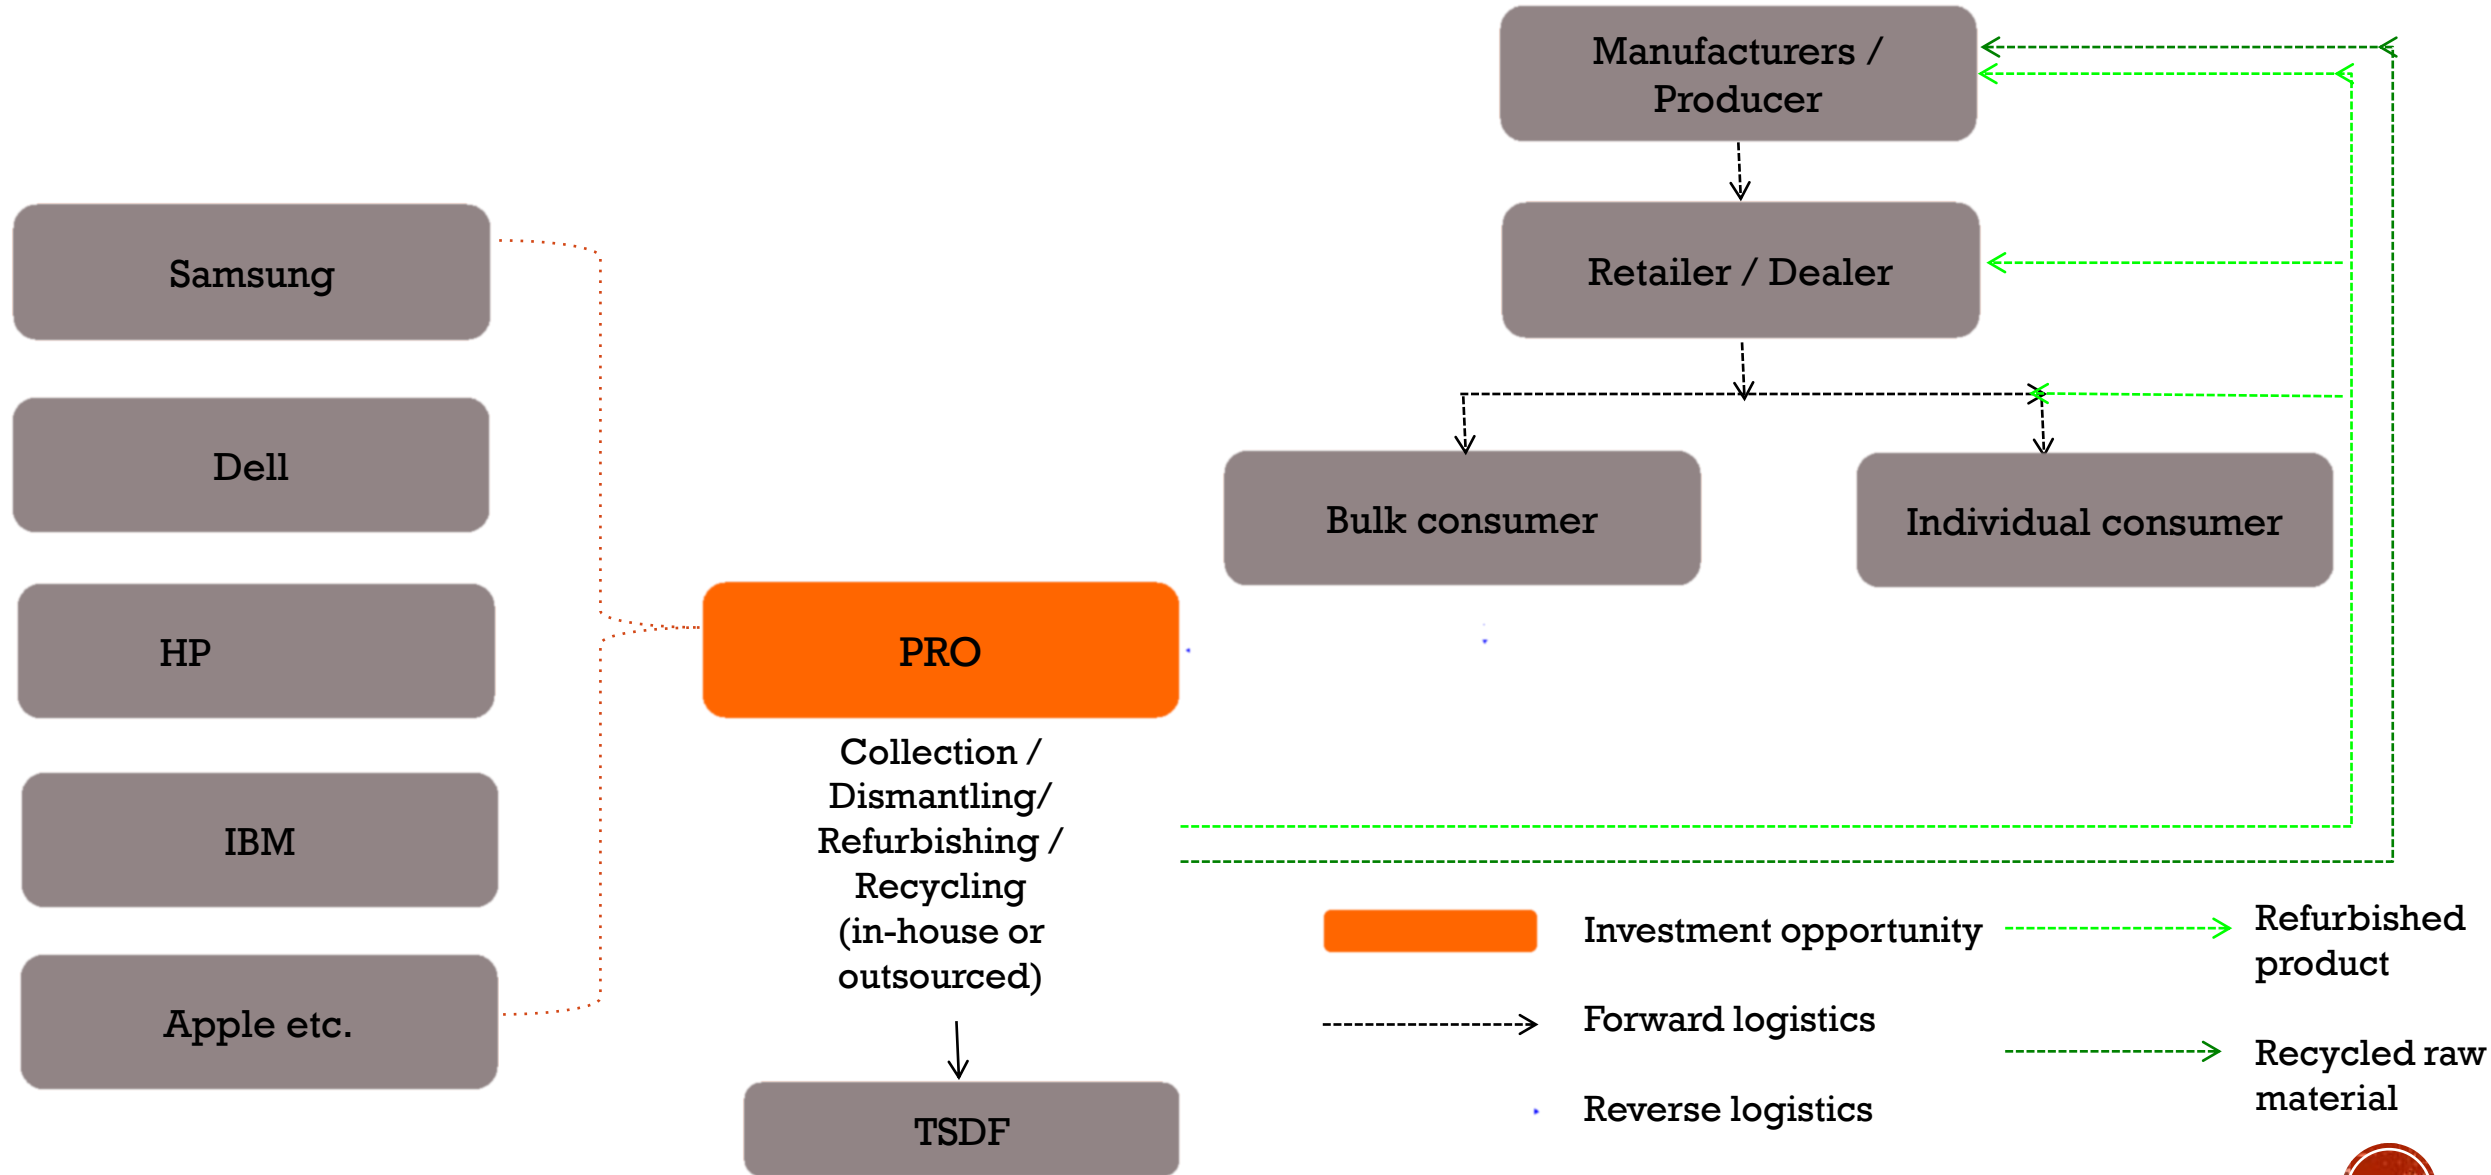 Manufacturers /
Producer
Retailer / Dealer
Bulk consumer
Individual consumer
Samsung
Dell
HP
IBM
Apple etc.
PRO
Collection /
Dismantling/
Refurbishing /
Recycling
(in-house or
outsourced)
TSDF
Investment opportunity
Forward logistics
Reverse logistics
Refurbished
product
Recycled raw
material